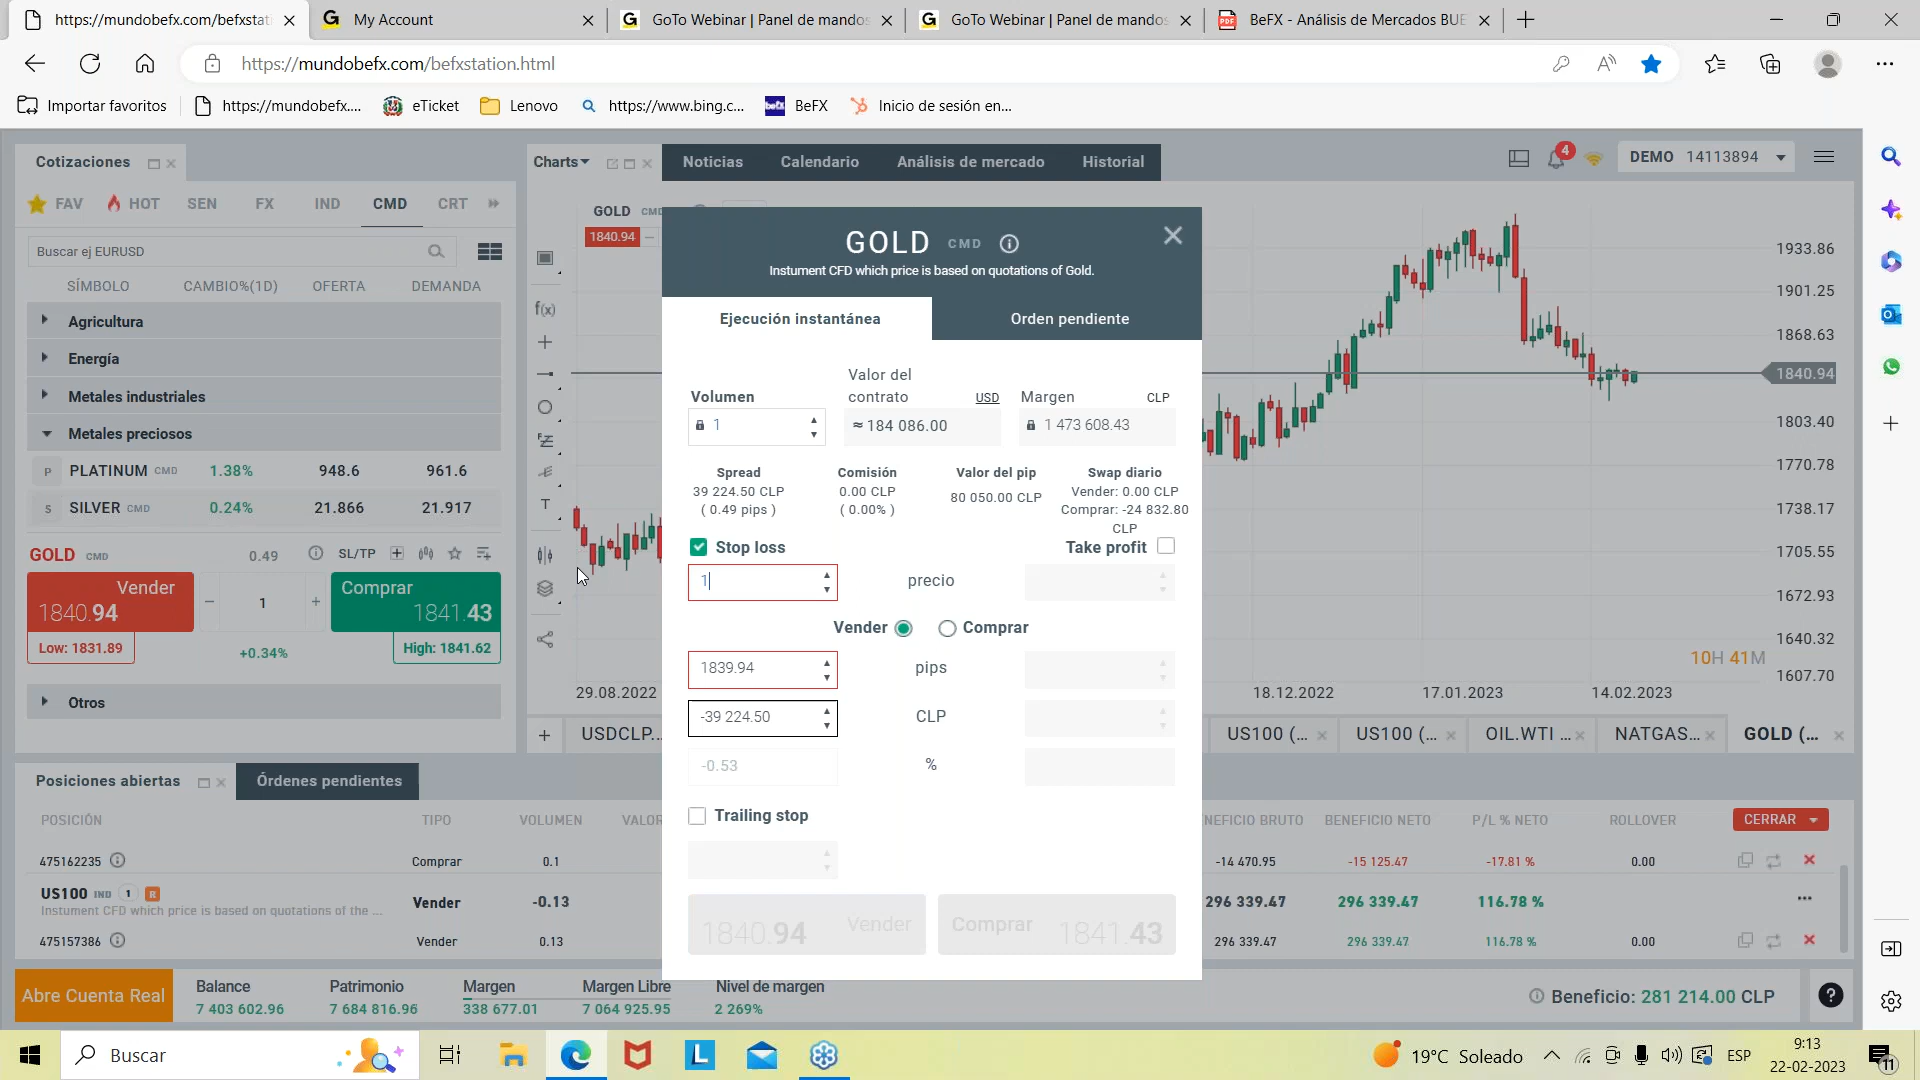 https://mundobefx.com/befxstati
My Account
GoTo Webinar | Panel de mandos
GoTo Webinar | Panel de mandos
BeFX - Análisis de Mercados BUE
https://mundobefx.com/befxstation.html
Importar favoritos
https://mundobefx....
eTicket
Lenovo
https://www.bing.c...
BeFX
Inicio de sesión en...
Cotizaciones
Charts
Noticias
Calendario
Análisis de mercado
Historial
4
DEMO 14113894
FAV
HOT
SEN
FX
IND
CMD
CRT
GOLD CMD
1840.94
Buscar ej EURUSD
SÍMBOLO
CAMBIO%(1D)
OFERTA
DEMANDA
Agricultura
Energía
Metales industriales
Metales preciosos
P PLATINUM CMD 1.38% 948.6 961.6
S SILVER CMD 0.24% 21.866 21.917
GOLD CMD 0.49 SL/TP
Vender
1840.94
1
Comprar
1841.43
Low: 1831.89
+0.34%
High: 1841.62
Otros
f(x)
T
GOLD CMD
Instument CFD which price is based on quotations of Gold.
Ejecución instantánea
Orden pendiente
Volumen
Valor del contrato
USD
Margen
CLP
1
≈ 184 086.00
1 473 608.43
Spread
39 224.50 CLP
( 0.49 pips )
Comisión
0.00 CLP
( 0.00% )
Valor del pip
80 050.00 CLP
Swap diario
Vender: 0.00 CLP
Comprar: -24 832.80
CLP
Stop loss
Take profit
1
precio
Vender
Comprar
1839.94
pips
-39 224.50
CLP
-0.53
%
Trailing stop
1840.94 Vender
Comprar 1841.43
1933.86
1901.25
1868.63
1840.94
1803.40
1770.78
1738.17
1705.55
1672.93
1640.32
1607.70
10H 41M
29.08.2022
18.12.2022
17.01.2023
14.02.2023
USDCLP...
US100 (...
US100 (...
OIL.WTI ...
NATGAS...
GOLD (...
Posiciones abiertas
Órdenes pendientes
POSICIÓN
TIPO
VOLUMEN
VALOR
NEFICIO BRUTO
BENEFICIO NETO
P/L % NETO
ROLLOVER
CERRAR
475162235 Comprar 0.1 -14 470.95 -15 125.47 -17.81 % 0.00
US100 IND 1 R Vender -0.13 296 339.47 296 339.47 116.78 %
Instument CFD which price is based on quotations of the ...
475157386 Vender 0.13 296 339.47 296 339.47 116.78 % 0.00
Abre Cuenta Real
Balance
7 403 602.96
Patrimonio
7 684 816.96
Margen
338 677.01
Margen Libre
7 064 925.95
Nivel de margen
2 269%
Beneficio: 281 214.00 CLP
Buscar
19°C Soleado
ESP
9:13
22-02-2023
11